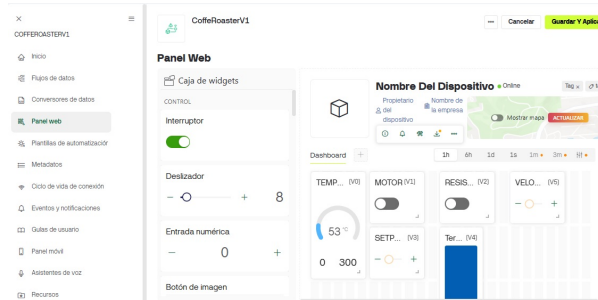 COFFEROASTERV1
Inicio
Flujos de datos
Conversores de datos
Panel web
Plantillas de automatización
Metadatos
Ciclo de vida de conexión
Eventos y notificaciones
Guías de usuario
Panel móvil
Asistentes de voz
Recursos
CoffeRoasterV1
Cancelar
Guardar Y Aplica
Panel Web
Caja de widgets
CONTROL
Interruptor
Deslizador
− + 8
Entrada numérica
− 0 +
Botón de imagen
Nombre Del Dispositivo Online
Tag x
Propietario del dispositivo
Nombre de la empresa
Mostrar mapa ACTUALIZAR
Dashboard +
1h 6h 1d 1s 1m 3m
TEMP... (V0)
53 °C
0 300
MOTOR (V1)
RESIS... (V2)
VELO... (V5)
− +
SETP... (V3)
− +
Ter... (V4)